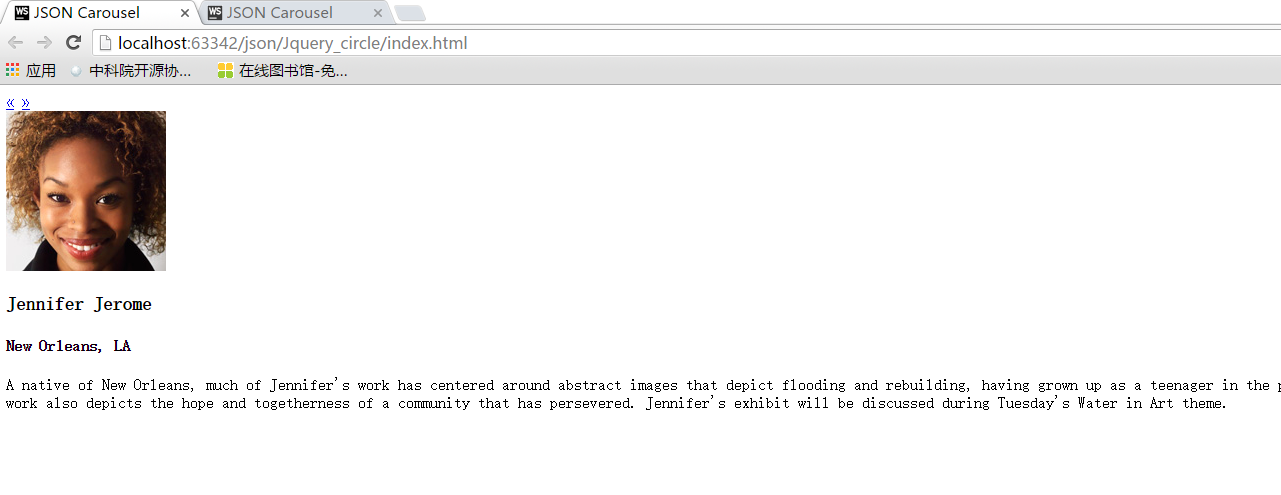 WS JSON Carousel
WS JSON Carousel
localhost:63342/json/Jquery_circle/index.html
应用 中科院开源协... 在线图书馆-免...
« »
Jennifer Jerome
New Orleans, LA
A native of New Orleans, much of Jennifer's work has centered around abstract images that depict flooding and rebuilding, having grown up as a teenager in the
work also depicts the hope and togetherness of a community that has persevered. Jennifer's exhibit will be discussed during Tuesday's Water in Art theme.